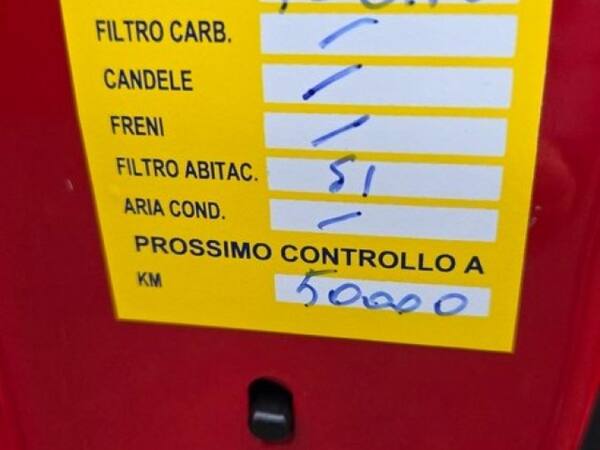 FILTRO CARB. /
CANDELE /
FRENI /
FILTRO ABITAC. SI
ARIA COND. /
PROSSIMO CONTROLLO A
KM 50000